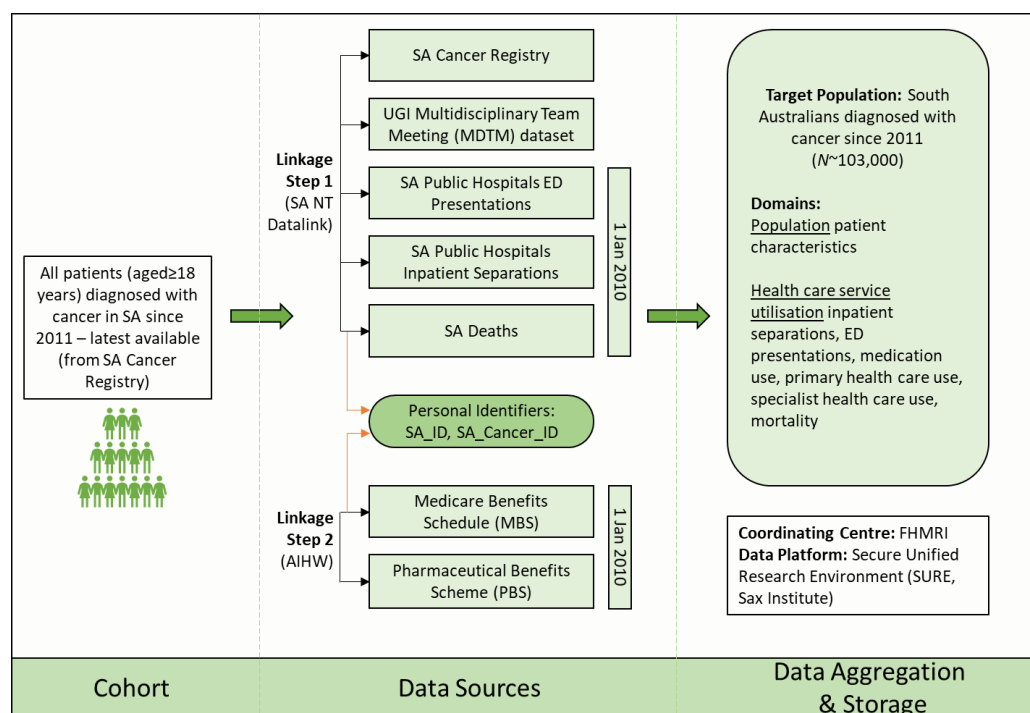 All patients (aged≥18
years) diagnosed with
cancer in SA since
2011 – latest available
(from SA Cancer
Registry)
Cohort
Linkage
Step 1
(SA NT
Datalink)
SA Cancer Registry
UGI Multidisciplinary Team
Meeting (MDTM) dataset
SA Public Hospitals ED
Presentations
SA Public Hospitals
Inpatient Separations
SA Deaths
1 Jan 2010
Personal Identifiers:
SA_ID, SA_Cancer_ID
Linkage
Step 2
(AIHW)
Medicare Benefits
Schedule (MBS)
Pharmaceutical Benefits
Scheme (PBS)
1 Jan 2010
Data Sources
Target Population: South
Australians diagnosed with
cancer since 2011
(N~103,000)
Domains:
Population patient
characteristics
Health care service
utilisation inpatient
separations, ED
presentations, medication
use, primary health care use,
specialist health care use,
mortality
Coordinating Centre: FHMRI
Data Platform: Secure Unified
Research Environment (SURE,
Sax Institute)
Data Aggregation
& Storage